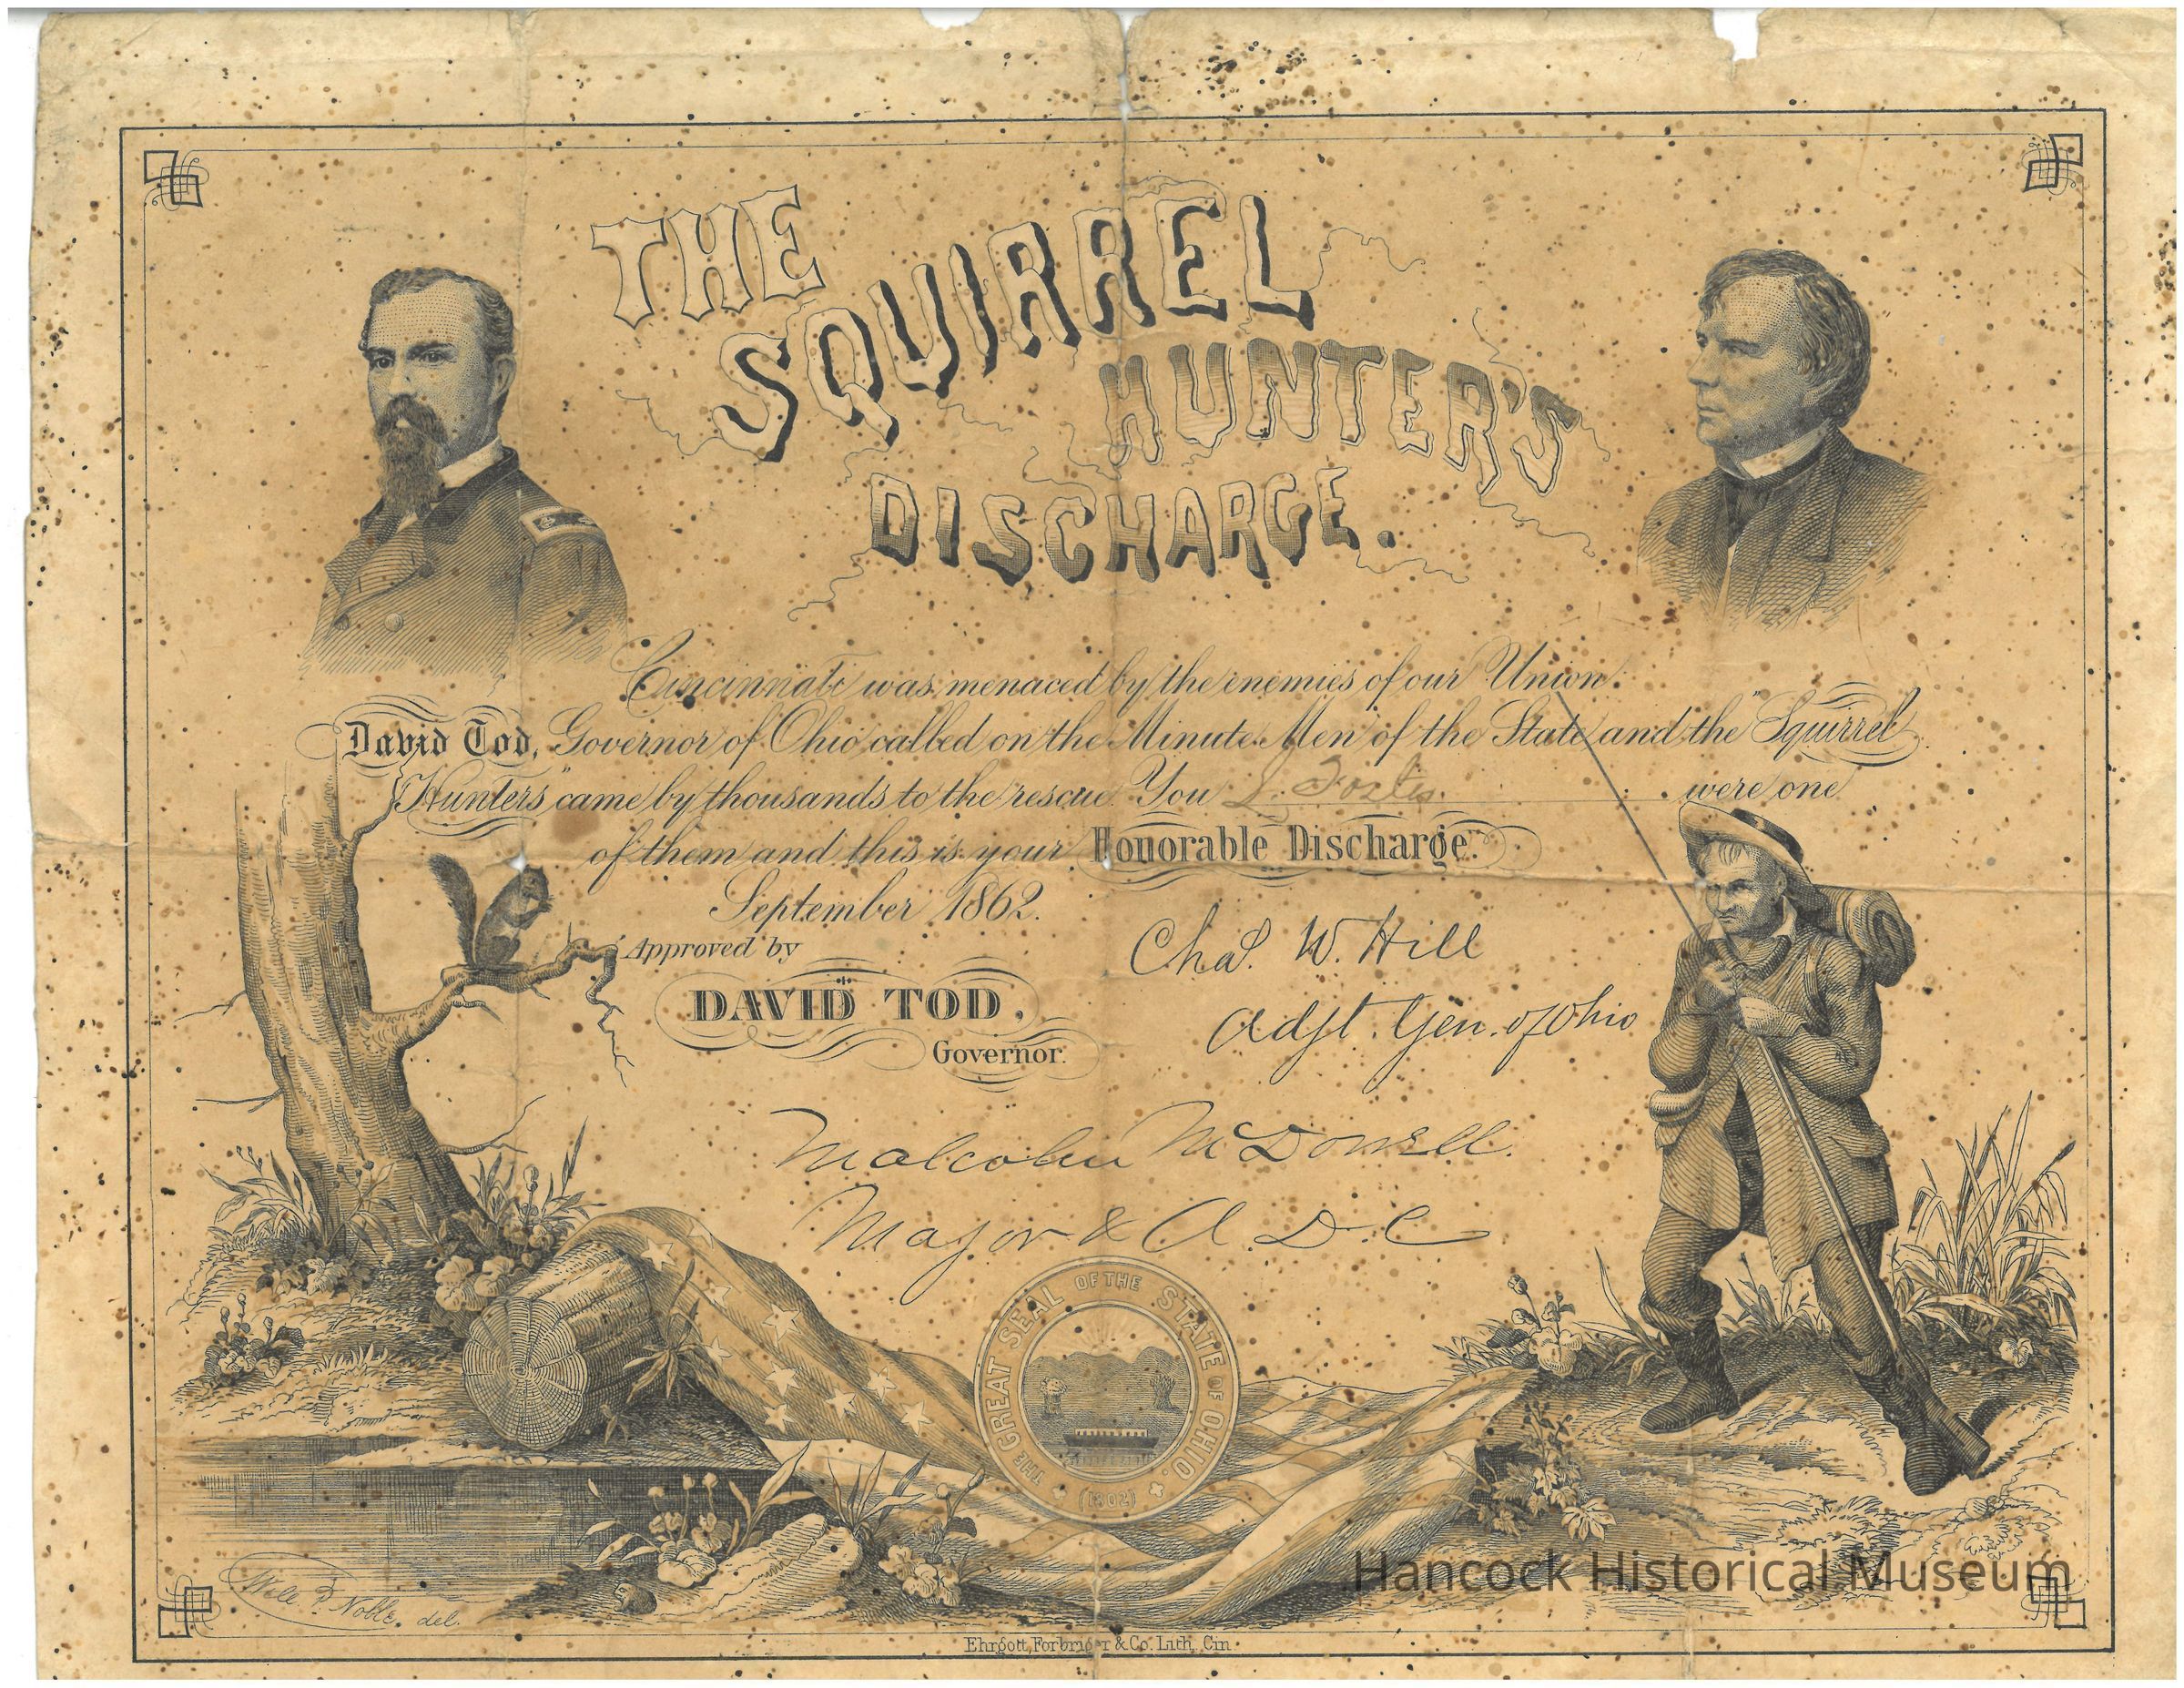 THE
SQUIRREL
HUNTER'S
DISCHARGE.
Cincinnati was menaced by the enemies of our Union.
David Tod, Governor of Ohio called on the Minute Men of the State and the "Squirrel
Hunters" came by thousands to the rescue. You were one
of them and this is your Honorable Discharge.
September 1862.
Approved by
DAVID TOD,
Governor.
Chas. W. Hill
Adjt. Gen. of Ohio
Malcolm McDowell.
Major & A.D.C
THE GREAT SEAL OF THE STATE OF OHIO.
(1802)
Noble. del.
Ehrgott, Forbriger & Co. Lith. Cin.
Hancock Historical Museum